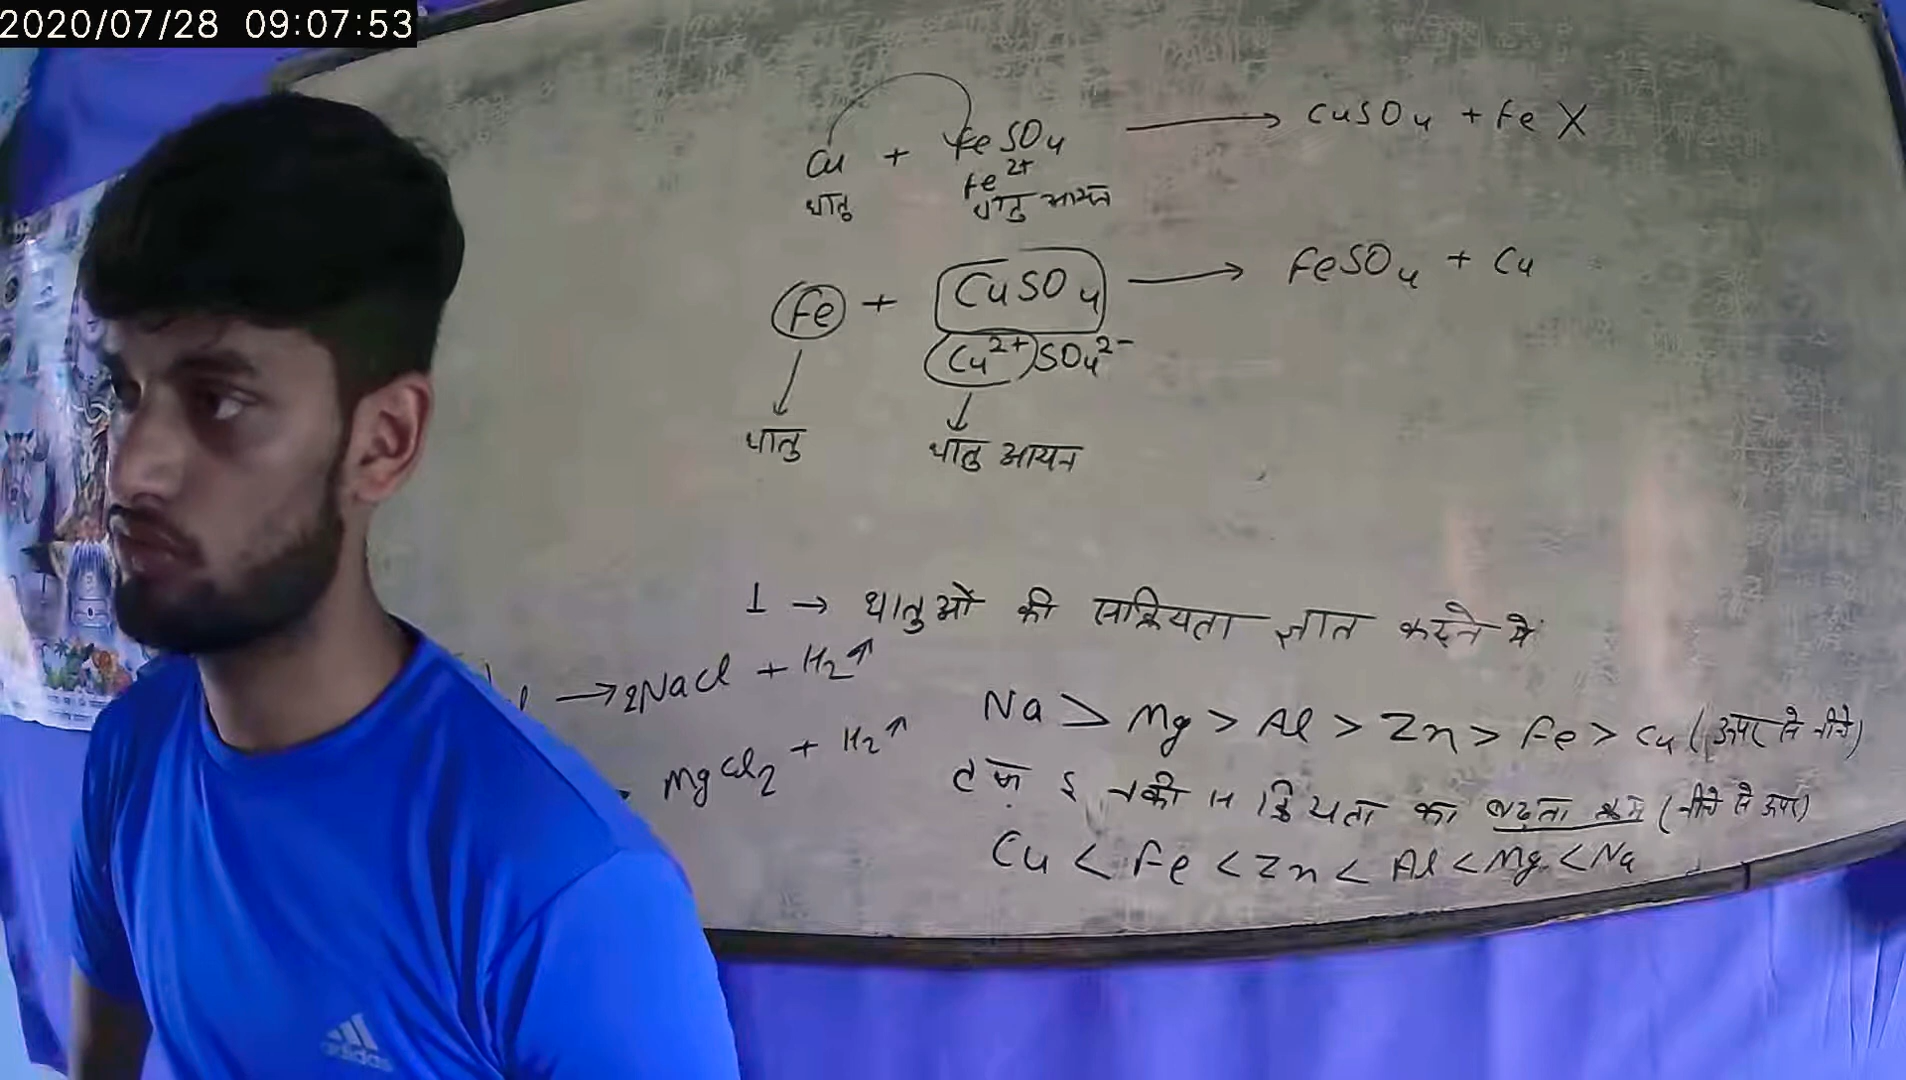 2020/07/28 09:07:53
Cu + FeSO₄ ⟶ CuSO₄ + Fe X
Fe²⁺
धातु धातु आयन
Fe + CuSO₄ ⟶ FeSO₄ + Cu
Cu²⁺ SO₄²⁻
↓ ↓
धातु धातु आयन
1 → धातुओं की सक्रियता ज्ञात करने में
→ 2NaCl + H₂↑
MgCl₂ + H₂↑
Na > Mg > Al > Zn > Fe > Cu (ऊपर से नीचे)
इनकी सक्रियता का बढ़ता क्रम (नीचे से ऊपर)
Cu < Fe < Zn < Al < Mg < Na
adidas